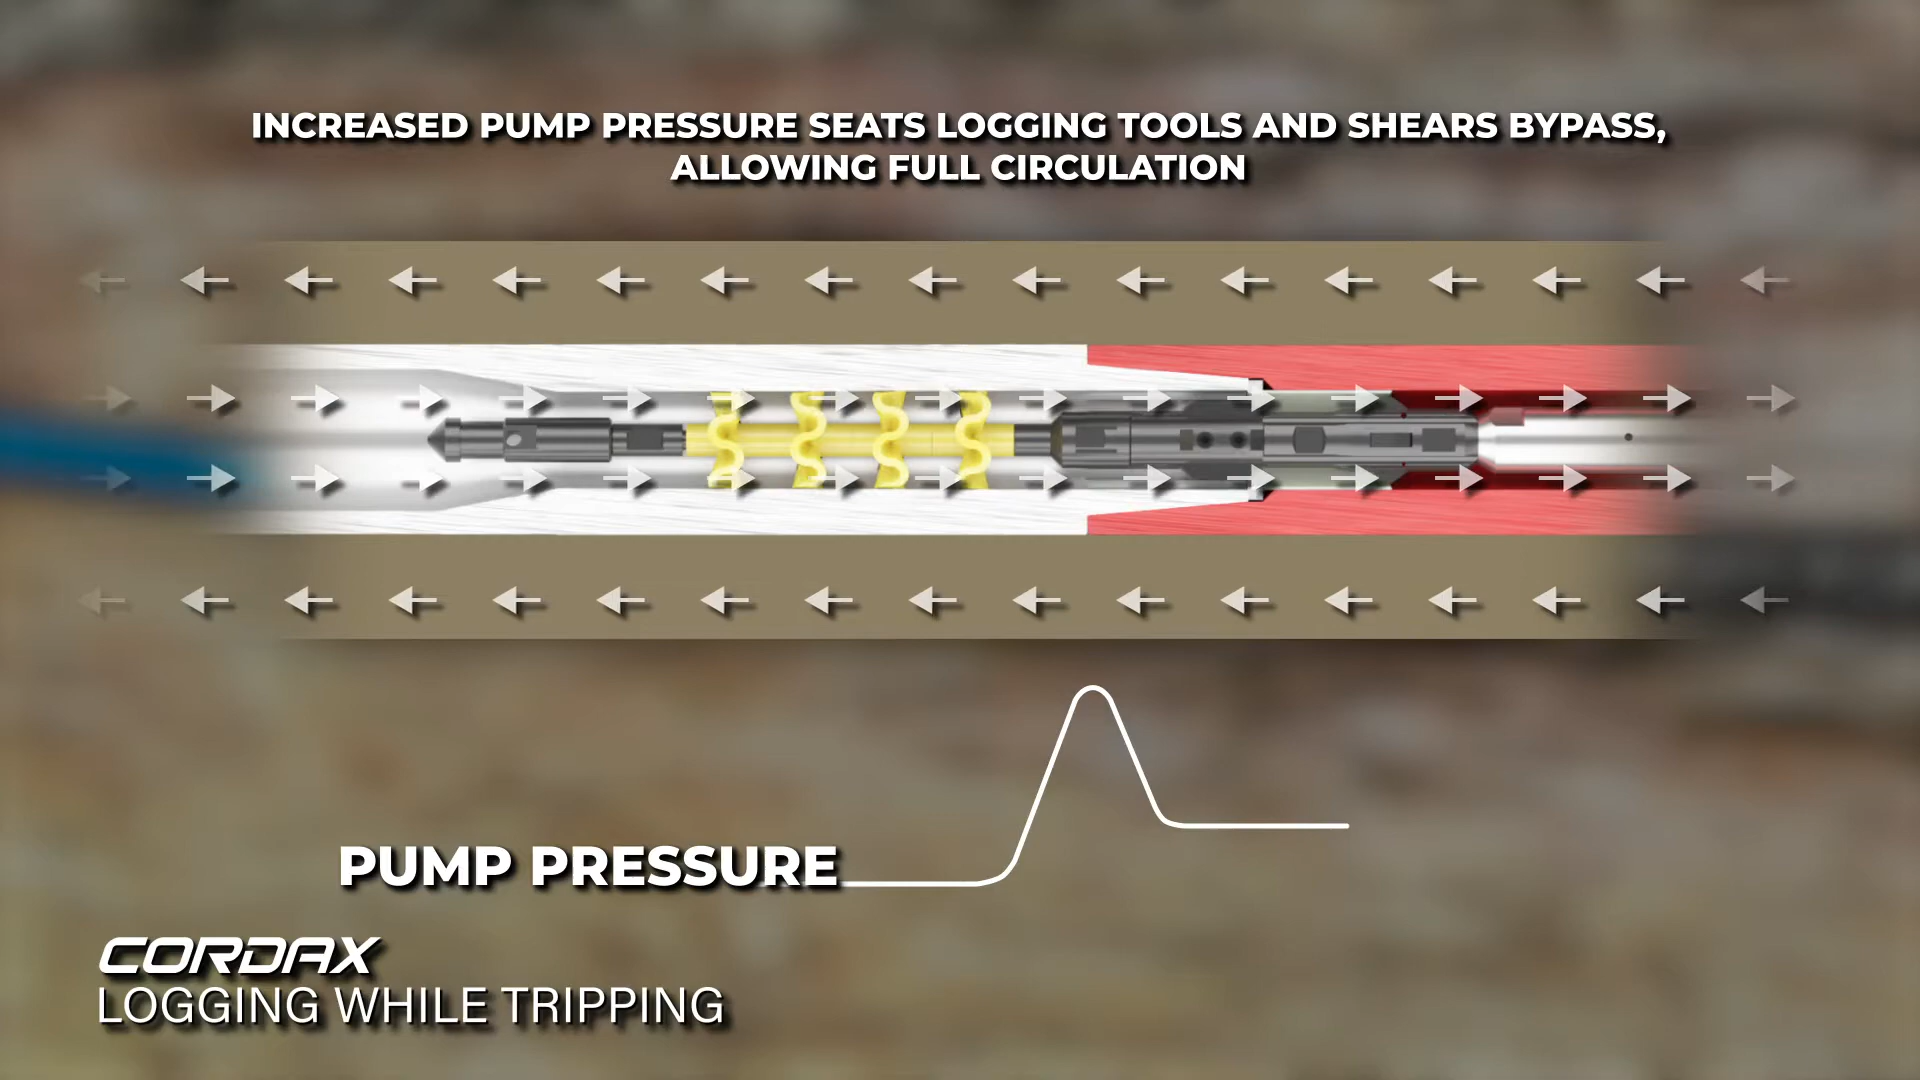 INCREASED PUMP PRESSURE SEATS LOGGING TOOLS AND SHEARS BYPASS,
ALLOWING FULL CIRCULATION
PUMP PRESSURE
CORDAX
LOGGING WHILE TRIPPING